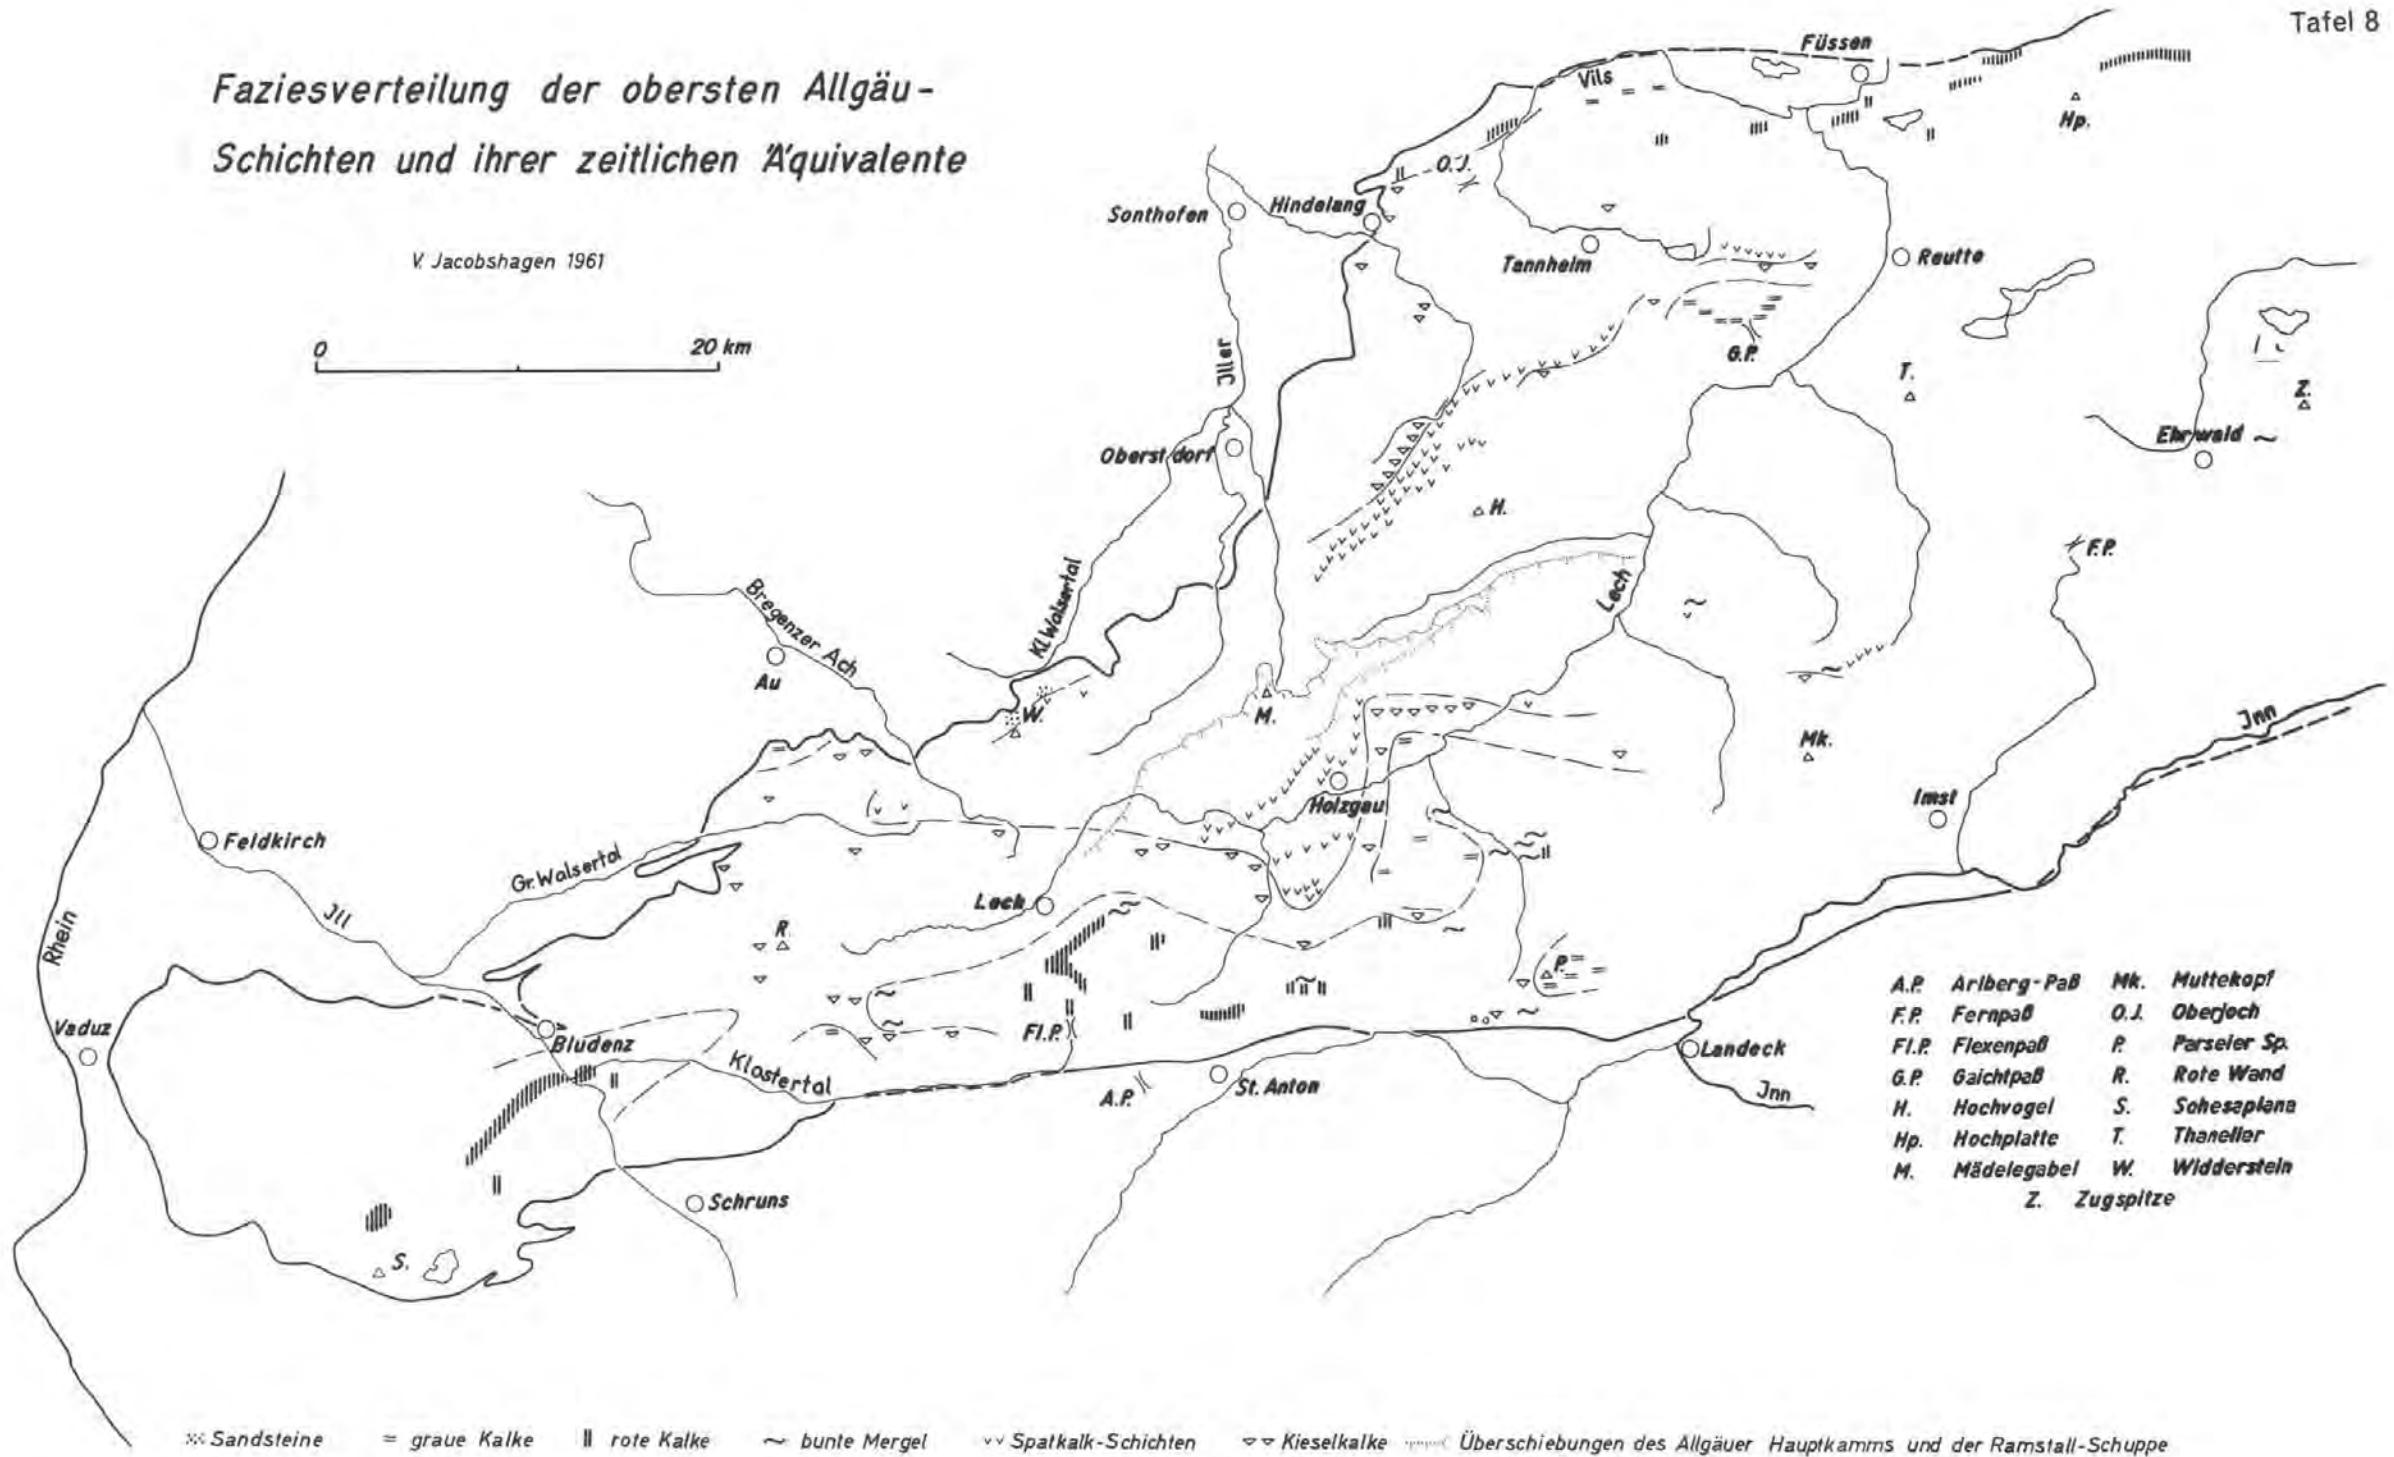 Tafel 8
Faziesverteilung der obersten Allgäu-
Schichten und ihrer zeitlichen Äquivalente
V. Jacobshagen 1961
0 20 km
Füssen
Vils
Hp.
O.J.
Sonthofen
Hindelang
Tannheim
Reutte
Jller
G.P.
T.
Z.
Ehrwald
Oberstdorf
H.
F.P.
Kl. Walsertal
Lech
Bregenzer Ach
Au
W.
M.
Mk.
Jnn
Holzgau
Imst
Feldkirch
Gr. Walsertal
Lech
Jll
Rhein
R.
P.
Vaduz
Bludenz
Fl.P.
Klostertal
A.P.
St. Anton
Landeck
Jnn
Schruns
S.
A.P. Arlberg-Paß Mk. Muttekopf
F.P. Fernpaß O.J. Oberjoch
Fl.P. Flexenpaß P. Parseier Sp.
G.P. Gaichtpaß R. Rote Wand
H. Hochvogel S. Schesaplana
Hp. Hochplatte T. Thaneller
M. Mädelegabel W. Widderstein
Z. Zugspitze
Sandsteine graue Kalke rote Kalke bunte Mergel Spatkalk-Schichten Kieselkalke Überschiebungen des Allgäuer Hauptkamms und der Ramstall-Schuppe